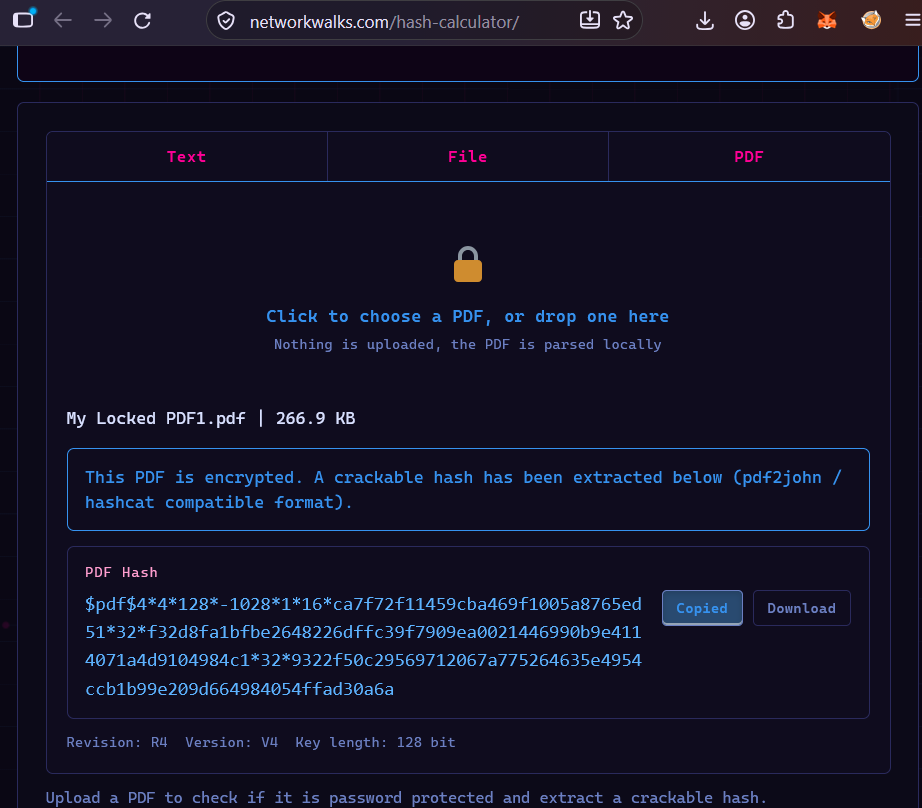 networkwalks.com/hash-calculator/
Text File PDF
Click to choose a PDF, or drop one here
Nothing is uploaded, the PDF is parsed locally
My Locked PDF1.pdf | 266.9 KB
This PDF is encrypted. A crackable hash has been extracted below (pdf2john /
hashcat compatible format).
PDF Hash
$pdf$4*4*128*-1028*1*16*ca7f72f11459cba469f1005a8765ed
Copied Download
51*32*f32d8fa1bfbe2648226dffc39f7909ea0021446990b9e411
4071a4d9104984c1*32*9322f50c29569712067a775264635e4954
ccb1b99e209d664984054ffad30a6a
Revision: R4 Version: V4 Key length: 128 bit
Upload a PDF to check if it is password protected and extract a crackable hash.